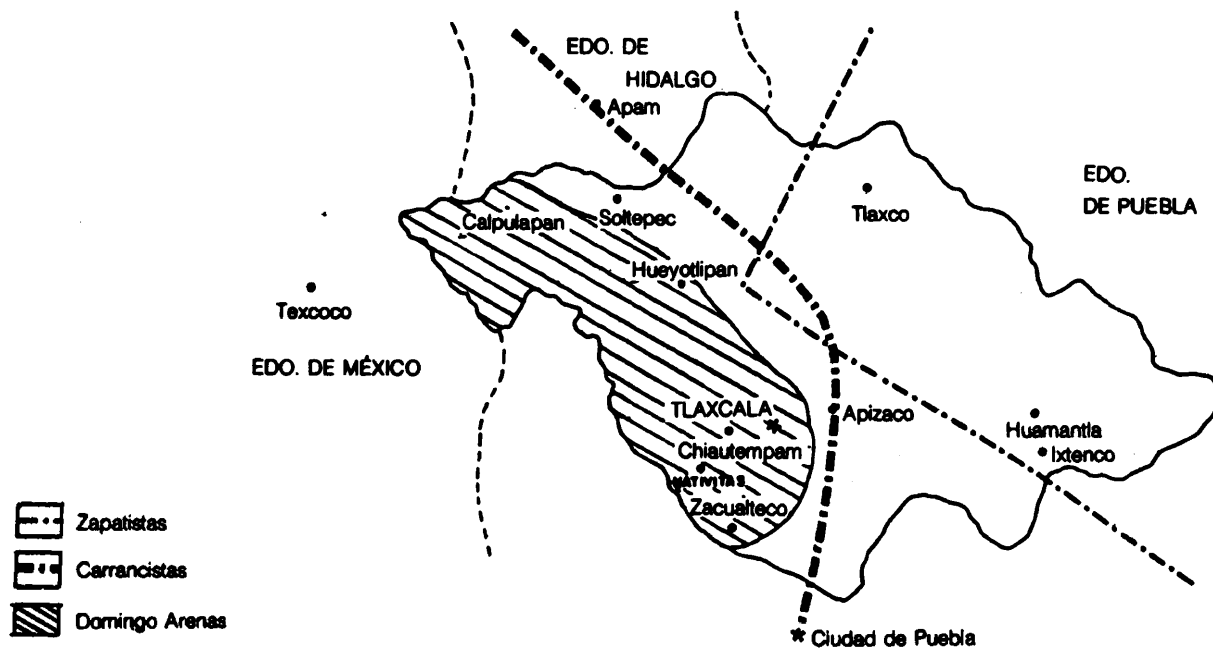 EDO. DE
HIDALGO
Apam
EDO.
DE PUEBLA
Soltepec
Tlaxco
Calpulapan
Hueyotlipan
Texcoco
EDO. DE MÉXICO
TLAXCALA
Apizaco
Huamantla
Ixtenco
Chiautempam
NATIVITAS
Zacualteco
Zapatistas
Carrancistas
Domingo Arenas
Ciudad de Puebla